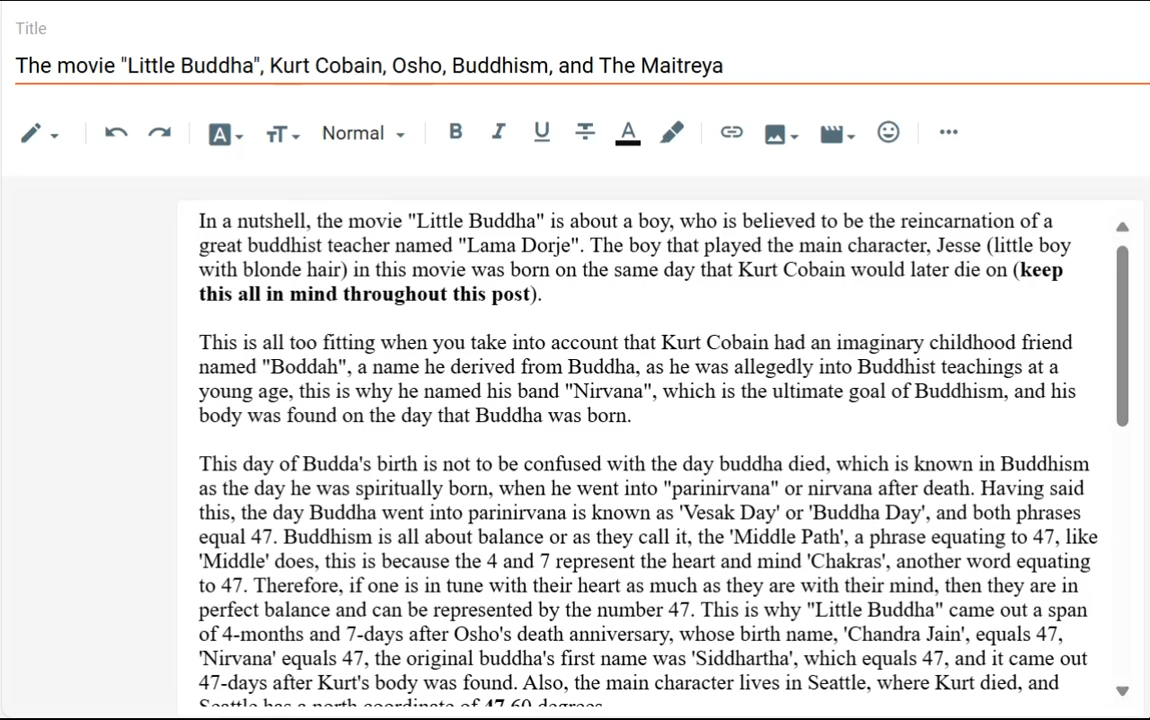 Title
The movie "Little Buddha", Kurt Cobain, Osho, Buddhism, and The Maitreya
Normal
In a nutshell, the movie "Little Buddha" is about a boy, who is believed to be the reincarnation of a
great buddhist teacher named "Lama Dorje". The boy that played the main character, Jesse (little boy
with blonde hair) in this movie was born on the same day that Kurt Cobain would later die on (keep
this all in mind throughout this post).
This is all too fitting when you take into account that Kurt Cobain had an imaginary childhood friend
named "Boddah", a name he derived from Buddha, as he was allegedly into Buddhist teachings at a
young age, this is why he named his band "Nirvana", which is the ultimate goal of Buddhism, and his
body was found on the day that Buddha was born.
This day of Budda's birth is not to be confused with the day buddha died, which is known in Buddhism
as the day he was spiritually born, when he went into "parinirvana" or nirvana after death. Having said
this, the day Buddha went into parinirvana is known as 'Vesak Day' or 'Buddha Day', and both phrases
equal 47. Buddhism is all about balance or as they call it, the 'Middle Path', a phrase equating to 47, like
'Middle' does, this is because the 4 and 7 represent the heart and mind 'Chakras', another word equating
to 47. Therefore, if one is in tune with their heart as much as they are with their mind, then they are in
perfect balance and can be represented by the number 47. This is why "Little Buddha" came out a span
of 4-months and 7-days after Osho's death anniversary, whose birth name, 'Chandra Jain', equals 47,
'Nirvana' equals 47, the original buddha's first name was 'Siddhartha', which equals 47, and it came out
47-days after Kurt's body was found. Also, the main character lives in Seattle, where Kurt died, and
Seattle has a north coordinate of 47.60 degrees